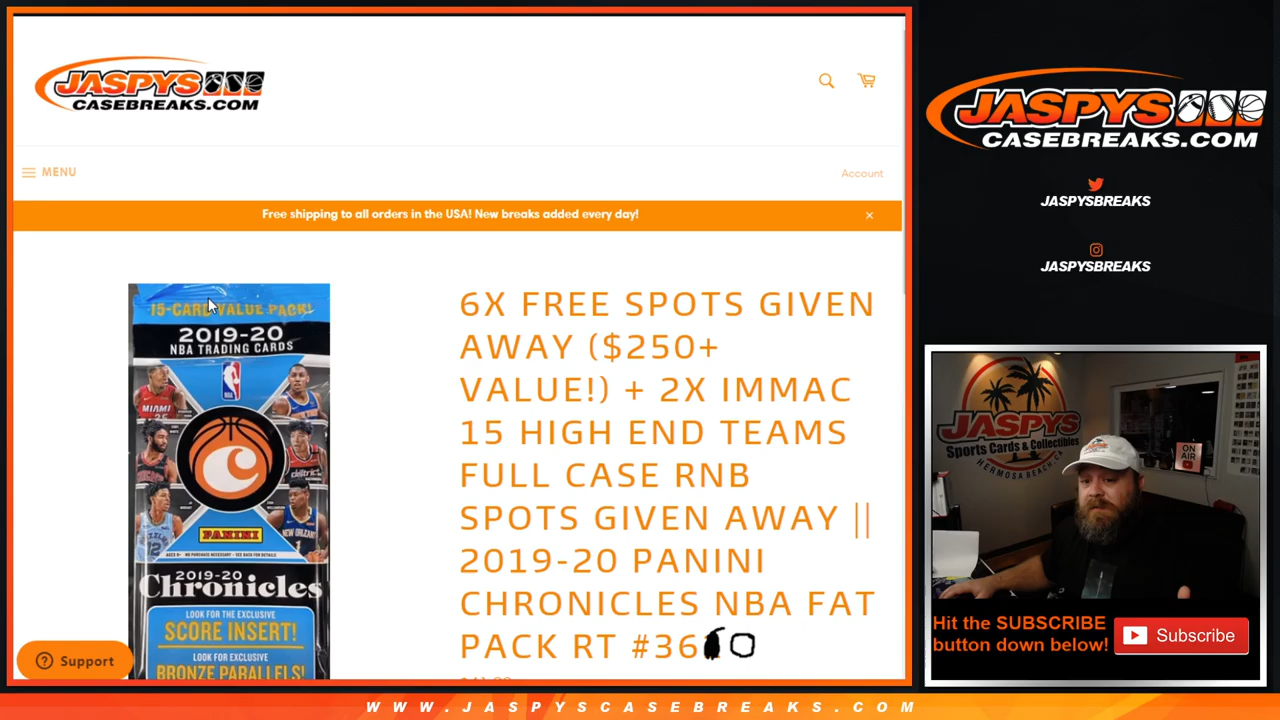 JASPYS
CASEBREAKS.COM
MENU
Account
Free shipping to all orders in the USA! New breaks added every day!
×
15-CARD VALUE PACK!
2019-20
NBA TRADING CARDS
MIAMI
PANINI
2019-20
Chronicles
LOOK FOR THE EXCLUSIVE
SCORE INSERT!
LOOK FOR EXCLUSIVE
BRONZE PARALLELS!
Support
6X FREE SPOTS GIVEN
AWAY ($250+
VALUE!) + 2X IMMAC
15 HIGH END TEAMS
FULL CASE RNB
SPOTS GIVEN AWAY ||
2019-20 PANINI
CHRONICLES NBA FAT
PACK RT #36
JASPYS
CASEBREAKS.COM
JASPYSBREAKS
JASPYSBREAKS
JASPYS
Sports Cards & Collectibles
HERMOSA BEACH, CA
ON
AIR
Hit the SUBSCRIBE
button down below!
Subscribe
WWW.JASPYSCASEBREAKS.COM